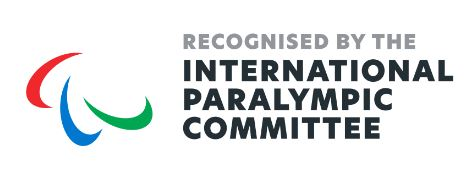 RECOGNISED BY THE
INTERNATIONAL
PARALYMPIC
COMMITTEE